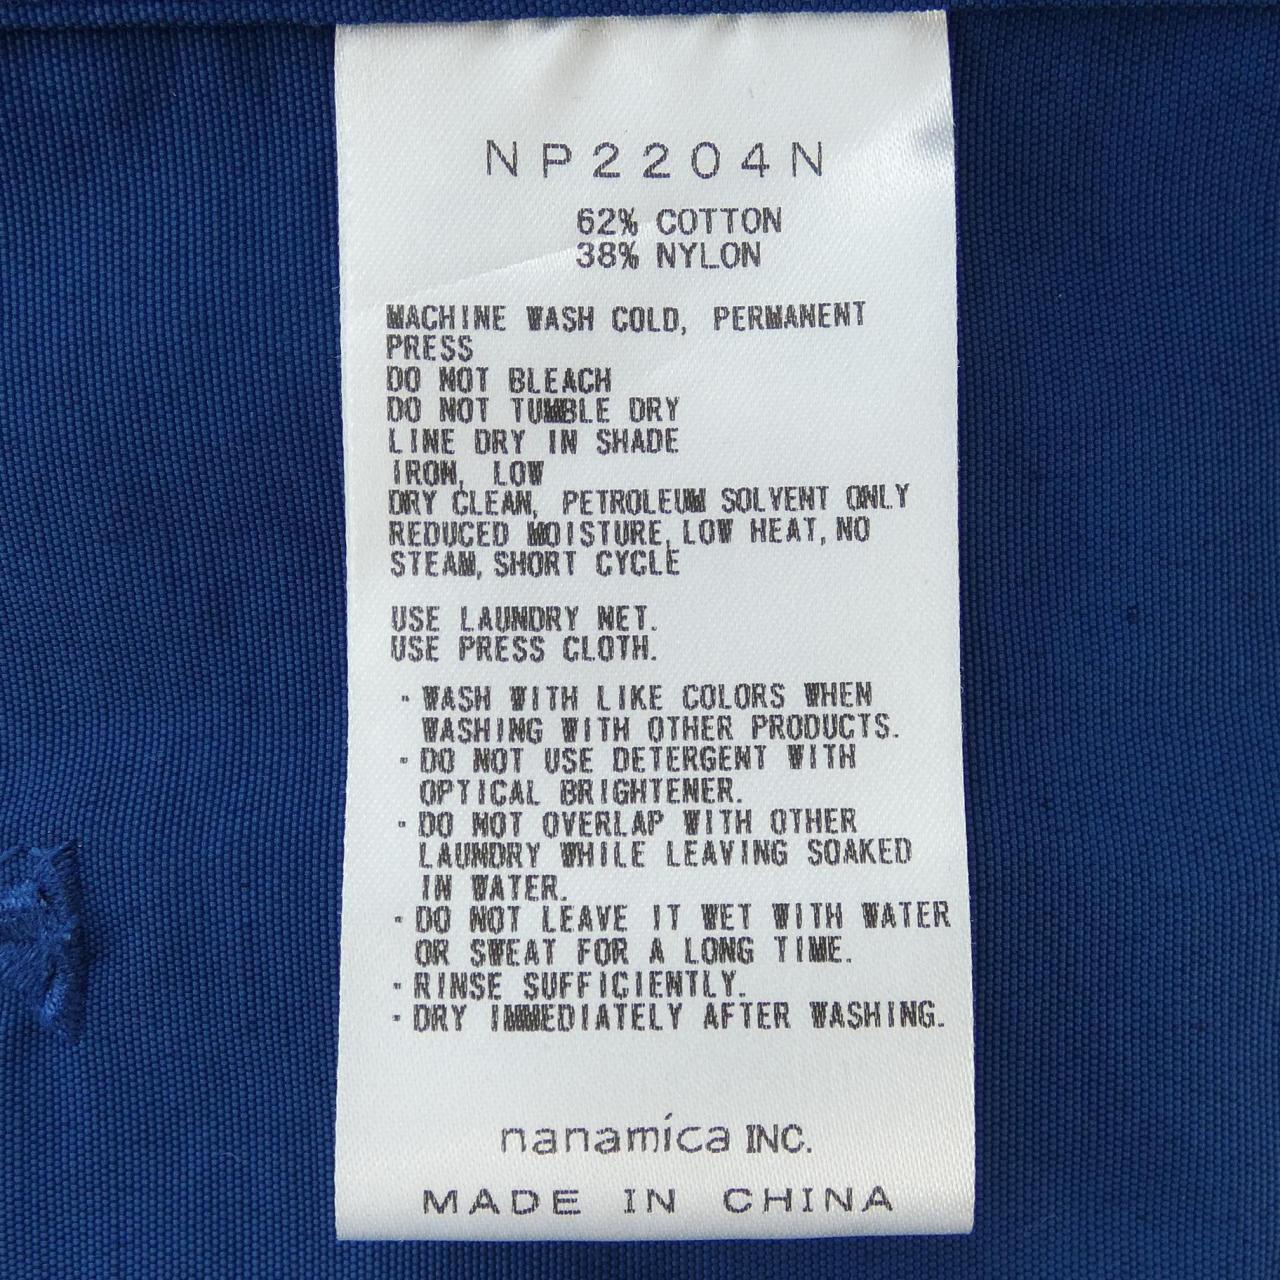 NP2204N
62% COTTON
38% NYLON
MACHINE WASH COLD, PERMANENT
PRESS
DO NOT BLEACH
DO NOT TUMBLE DRY
LINE DRY IN SHADE
IRON, LOW
DRY CLEAN, PETROLEUM SOLVENT ONLY
REDUCED MOISTURE, LOW HEAT, NO
STEAM, SHORT CYCLE
USE LAUNDRY NET.
USE PRESS CLOTH.
・WASH WITH LIKE COLORS WHEN
WASHING WITH OTHER PRODUCTS.
・DO NOT USE DETERGENT WITH
OPTICAL BRIGHTENER.
・DO NOT OVERLAP WITH OTHER
LAUNDRY WHILE LEAVING SOAKED
IN WATER.
・DO NOT LEAVE IT WET WITH WATER
OR SWEAT FOR A LONG TIME.
・RINSE SUFFICIENTLY.
・DRY IMMEDIATELY AFTER WASHING.
nanamica INC.
MADE IN CHINA